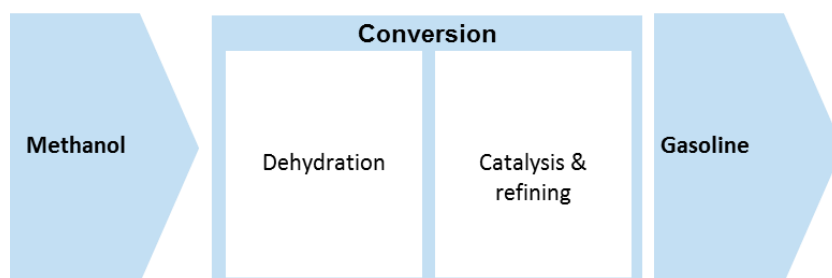 Conversion
Methanol
Dehydration
Catalysis &
refining
Gasoline